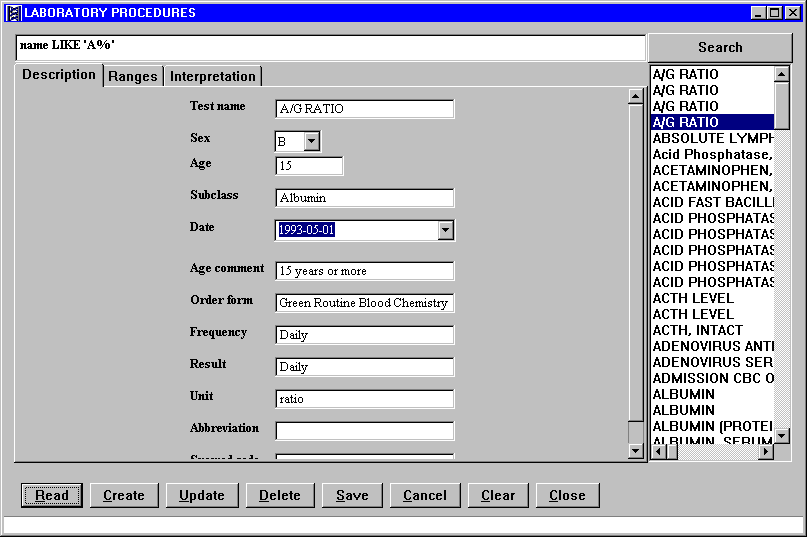 LABORATORY PROCEDURES
name LIKE 'A%'
Search
Description
Ranges
Interpretation
Test name
A/G RATIO
Sex
B
Age
15
Subclass
Albumin
Date
1993-05-01
Age comment
15 years or more
Order form
Green Routine Blood Chemistry
Frequency
Daily
Result
Daily
Unit
ratio
Abbreviation
A/G RATIO
A/G RATIO
A/G RATIO
A/G RATIO
ABSOLUTE LYMPH
Acid Phosphatase,
ACETAMINOPHEN,
ACETAMINOPHEN,
ACID FAST BACILLI
ACID PHOSPHATAS
ACID PHOSPHATAS
ACID PHOSPHATAS
ACID PHOSPHATAS
ACID PHOSPHATAS
ACTH LEVEL
ACTH LEVEL
ACTH, INTACT
ADENOVIRUS ANTI
ADENOVIRUS SER
ADMISSION CBC O
ALBUMIN
ALBUMIN
ALBUMIN (PROTEI
ALBUMIN, SERUM
Read
Create
Update
Delete
Save
Cancel
Clear
Close